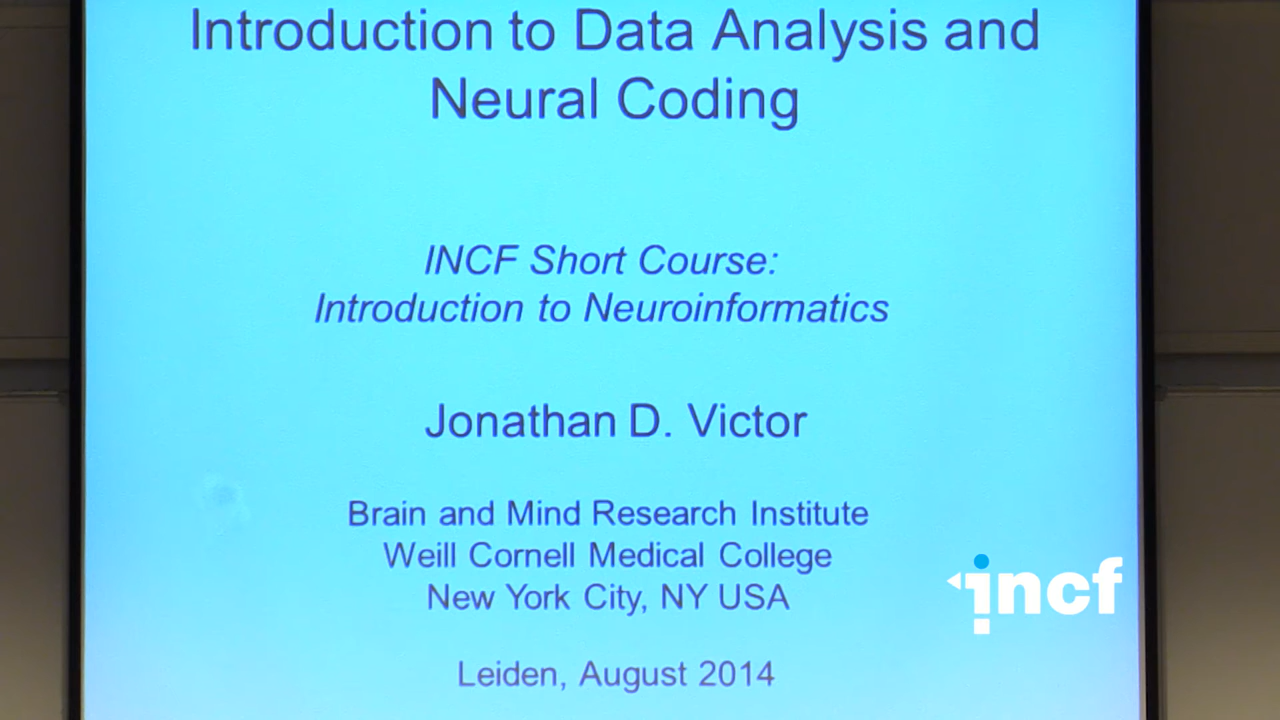 Introduction to Data Analysis and
Neural Coding
INCF Short Course:
Introduction to Neuroinformatics
Jonathan D. Victor
Brain and Mind Research Institute
Weill Cornell Medical College
New York City, NY USA
incf
Leiden, August 2014